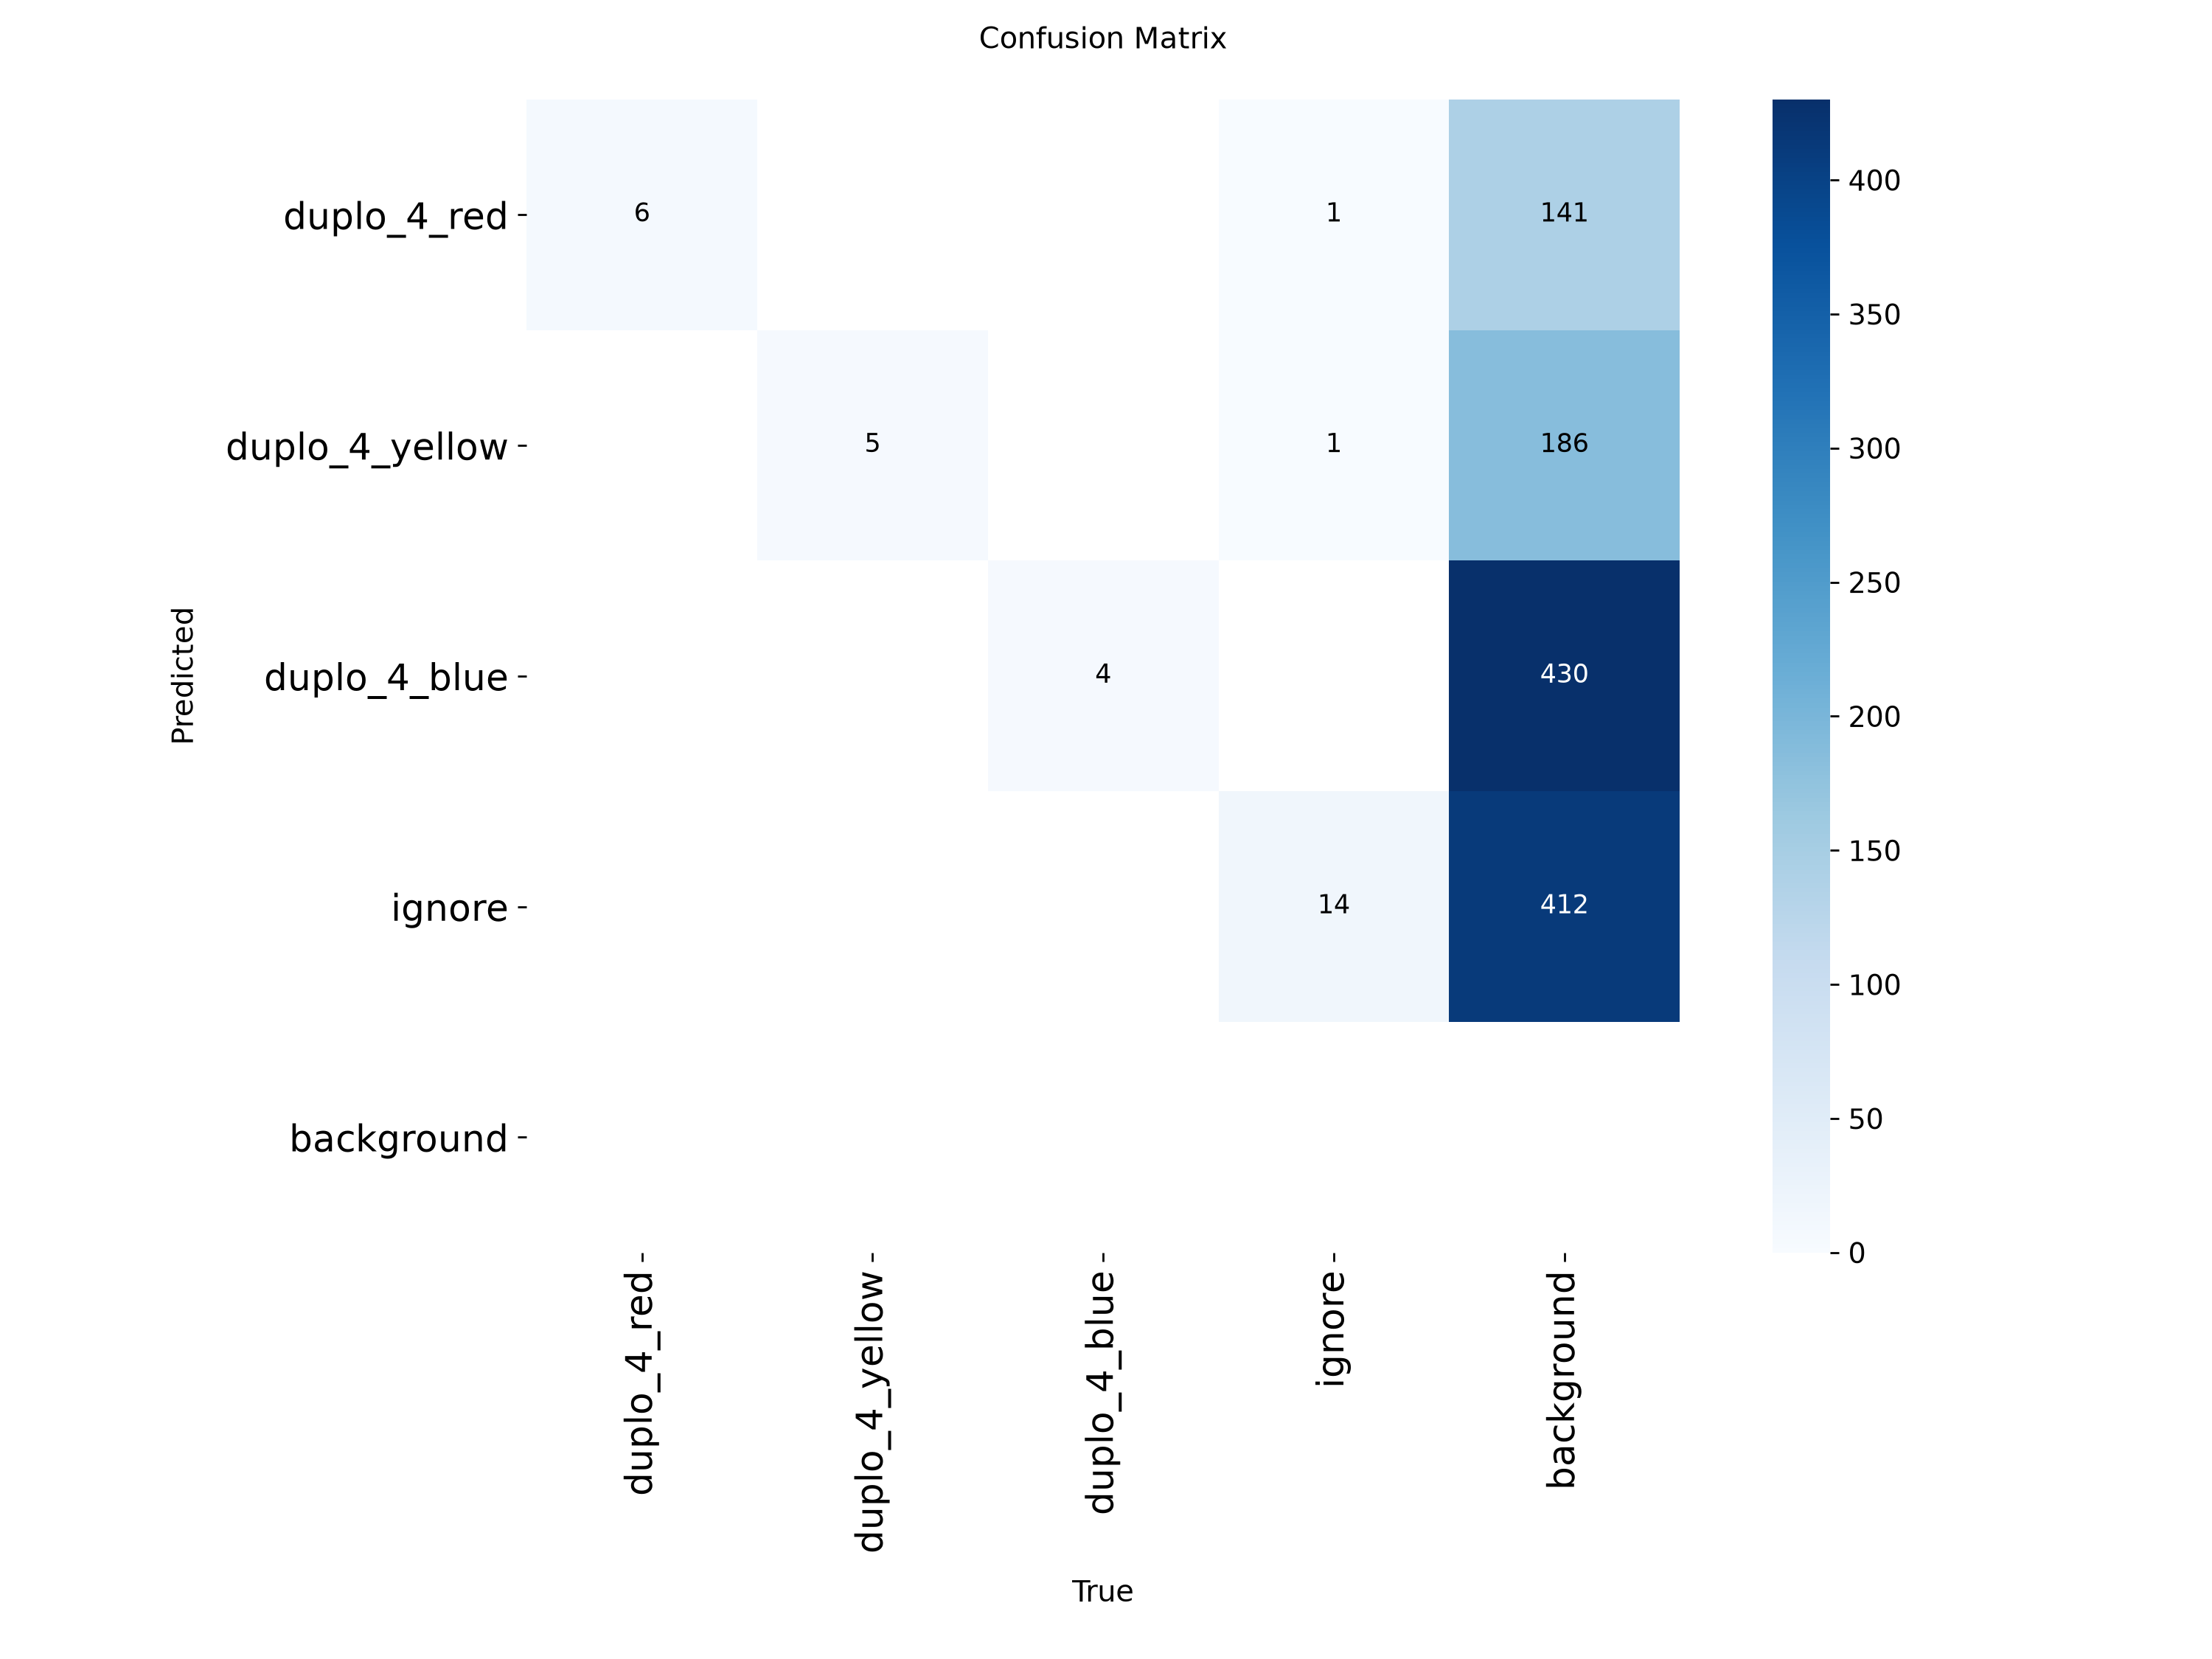 Confusion Matrix
duplo_4_red
6
1
141
duplo_4_yellow
5
1
186
duplo_4_blue
4
430
ignore
14
412
background
Predicted
duplo_4_red
duplo_4_yellow
duplo_4_blue
ignore
background
True
400
350
300
250
200
150
100
50
0